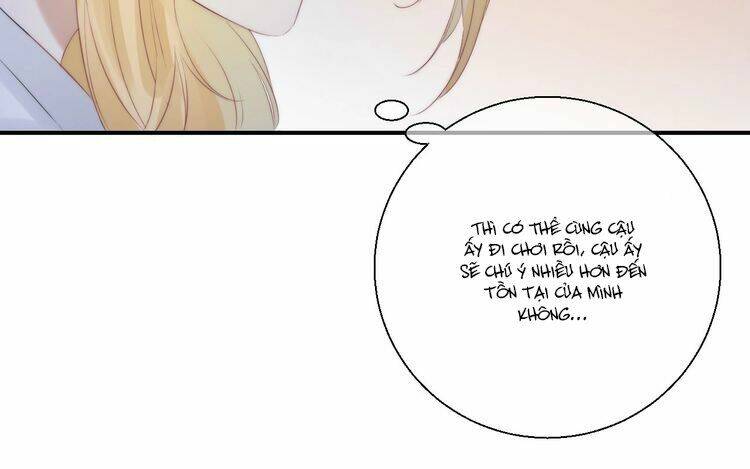 THÌ CÓ THỂ CÙNG CẬU
ẤY ĐI CHƠI RỒI, CẬU ẤY
SẼ CHÚ Ý NHIỀU HƠN ĐẾN
TỒN TẠI CỦA MÌNH
KHÔNG...